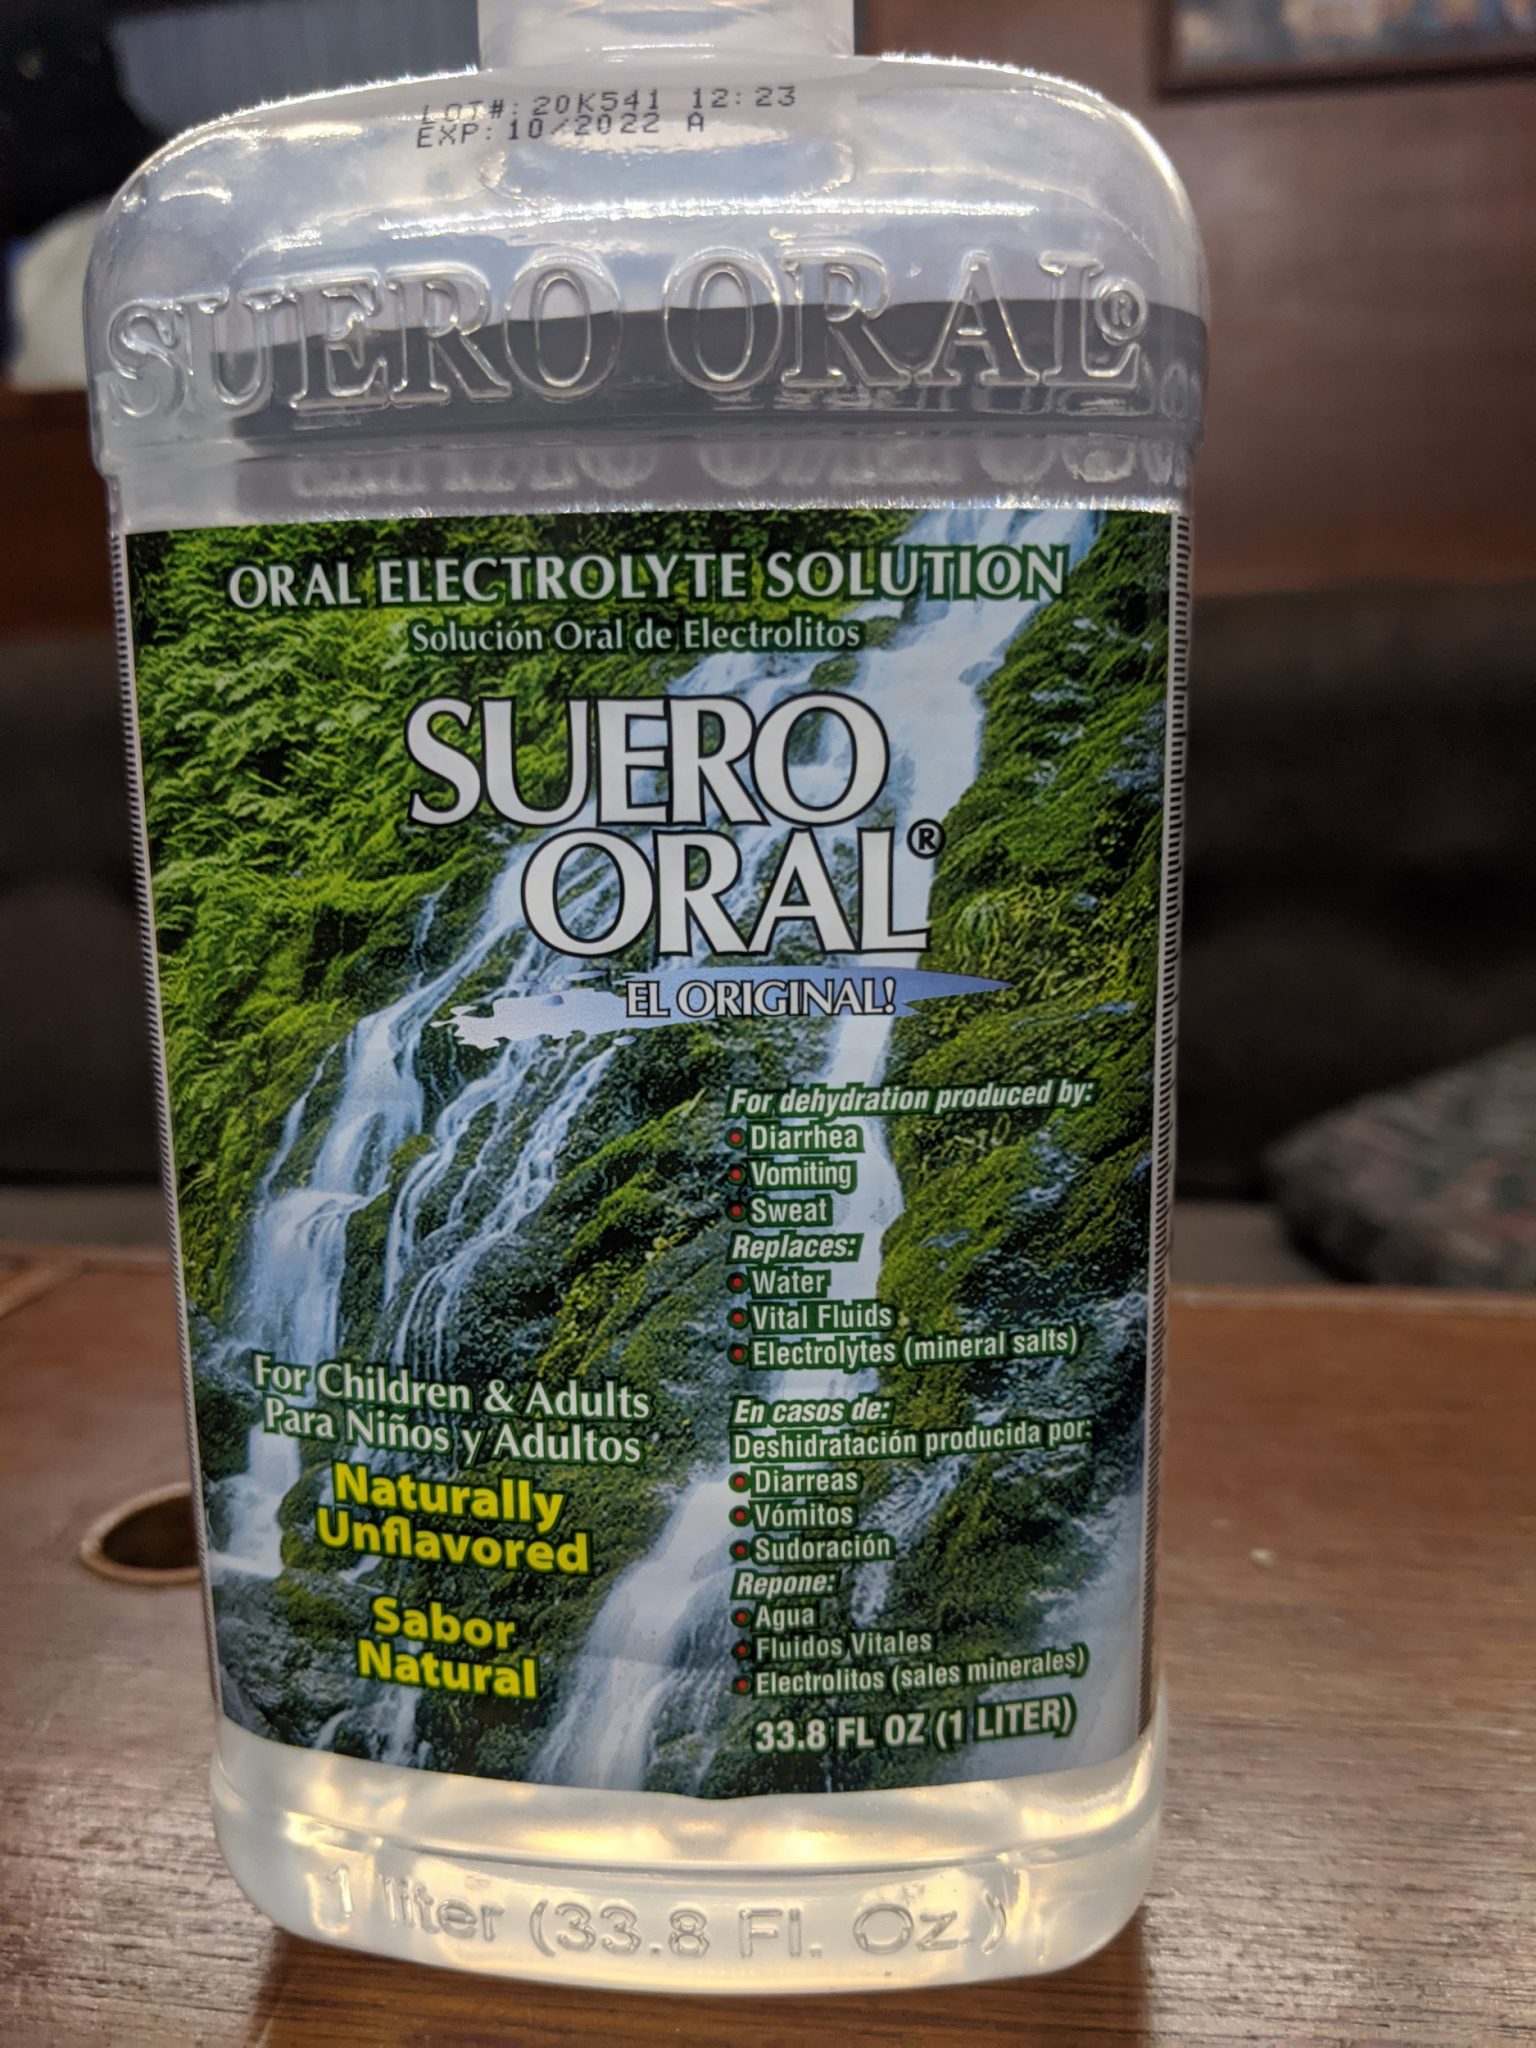 LOT#: 20K541 12:23
EXP: 10/2022 A
SUERO ORAL®
ORAL ELECTROLYTE SOLUTION
Solución Oral de Electrolitos
SUERO
ORAL®
EL ORIGINAL!
For dehydration produced by:
• Diarrhea
• Vomiting
• Sweat
Replaces:
• Water
• Vital Fluids
• Electrolytes (mineral salts)
For Children & Adults
Para Niños y Adultos
Naturally
Unflavored
Sabor
Natural
En casos de:
Deshidratación producida por:
• Diarreas
• Vómitos
• Sudoración
Repone:
• Agua
• Fluidos Vitales
• Electrolitos (sales minerales)
33.8 FL OZ (1 LITER)
1 liter (33.8 Fl. Oz.)